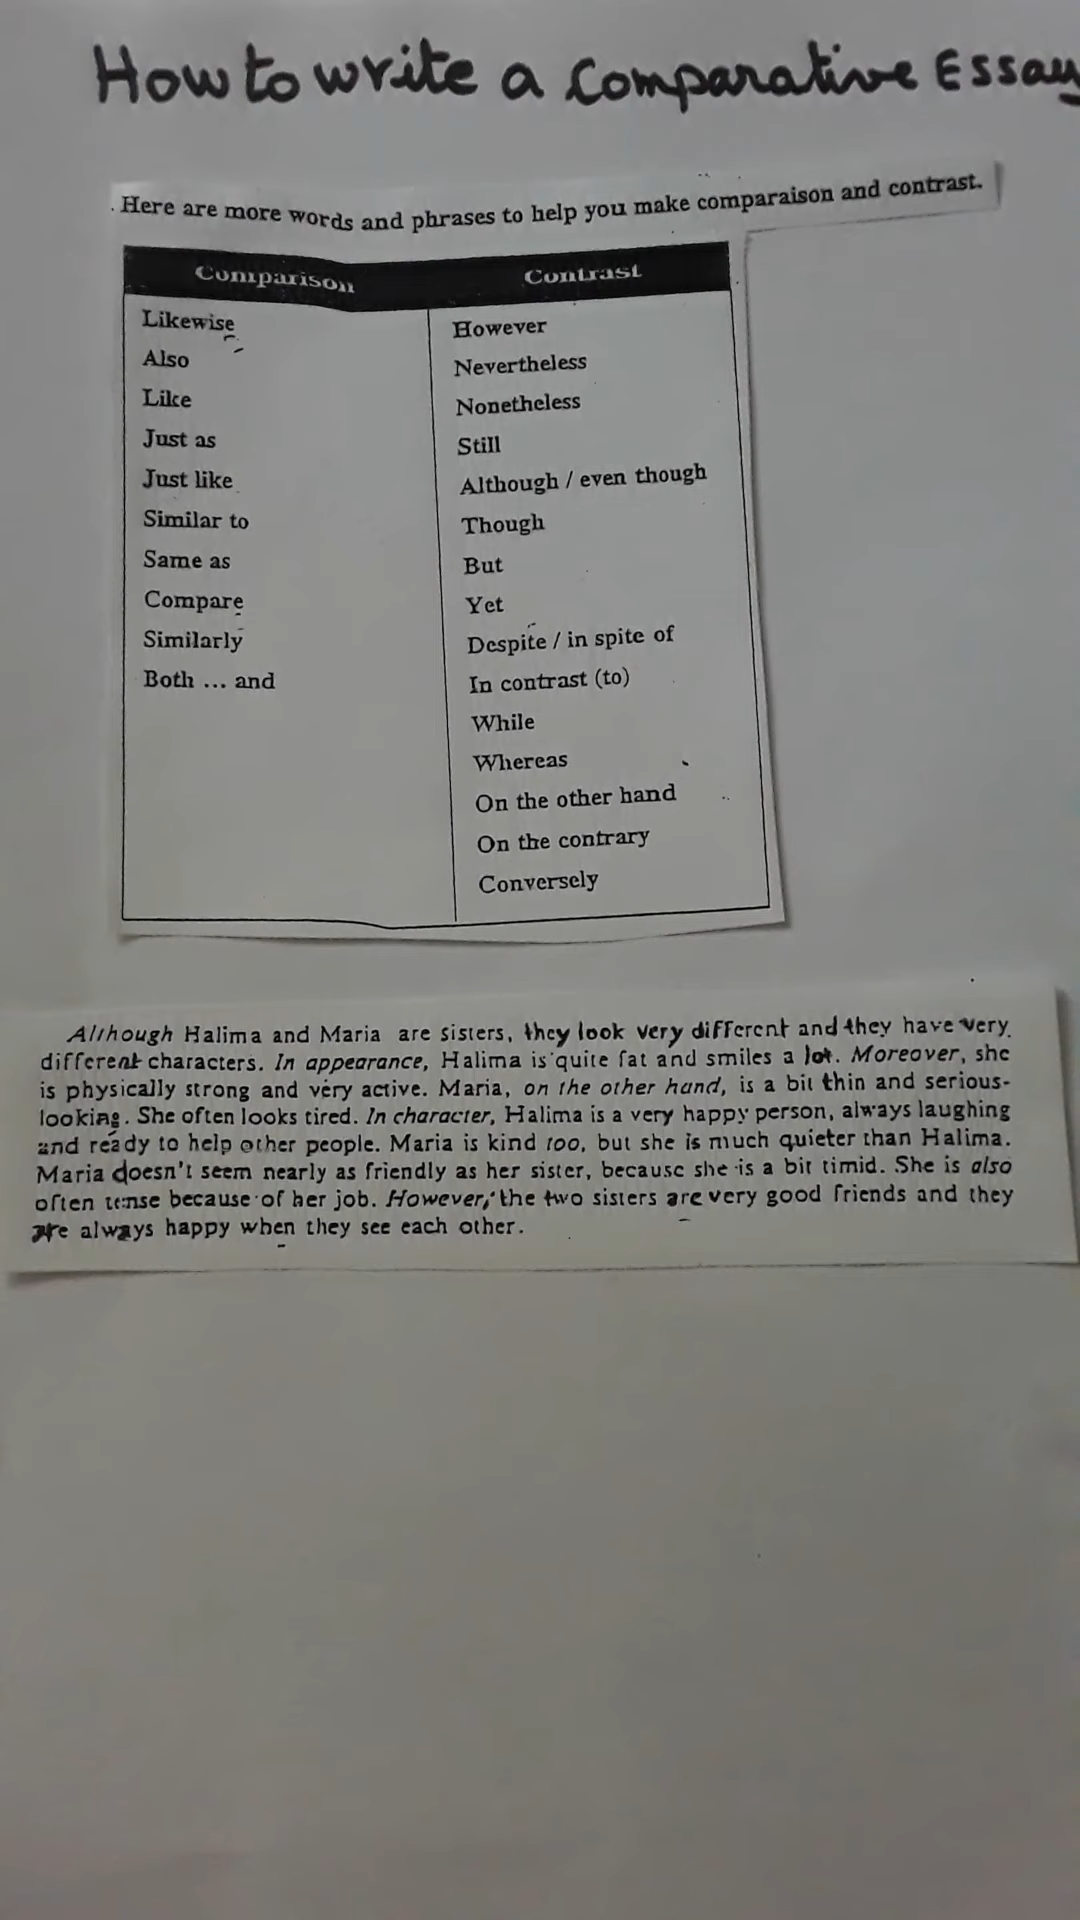 How to write a Comparative Essay
Here are more words and phrases to help you make comparaison and contrast.
Comparison
Likewise
Also
Like
Just as
Just like
Similar to
Same as
Compare
Similarly
Both ... and
Contrast
However
Nevertheless
Nonetheless
Still
Although / even though
Though
But
Yet
Despite / in spite of
In contrast (to)
While
Whereas
On the other hand
On the contrary
Conversely
Although Halima and Maria are sisters, they look very different and they have very
different characters. In appearance, Halima is quite fat and smiles a lot. Moreover, she
is physically strong and very active. Maria, on the other hand, is a bit thin and serious-
looking. She often looks tired. In character, Halima is a very happy person, always laughing
and ready to help other people. Maria is kind too, but she is much quieter than Halima.
Maria doesn't seem nearly as friendly as her sister, because she is a bit timid. She is also
often tense because of her job. However, the two sisters are very good friends and they
are always happy when they see each other.